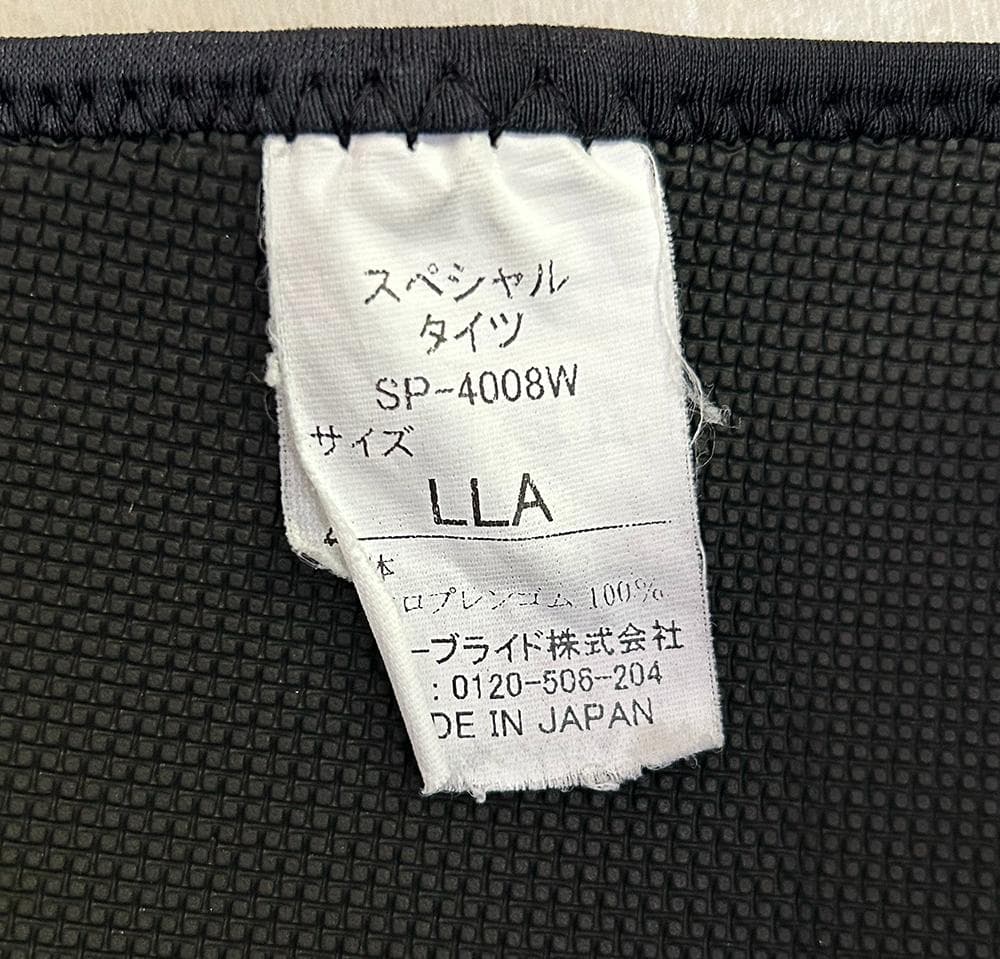 スペシャル
タイツ
SP-4008W
サイズ
LLA
体
ロプレンゴム 100%
ーブライド株式会社
: 0120-506-204
DE IN JAPAN